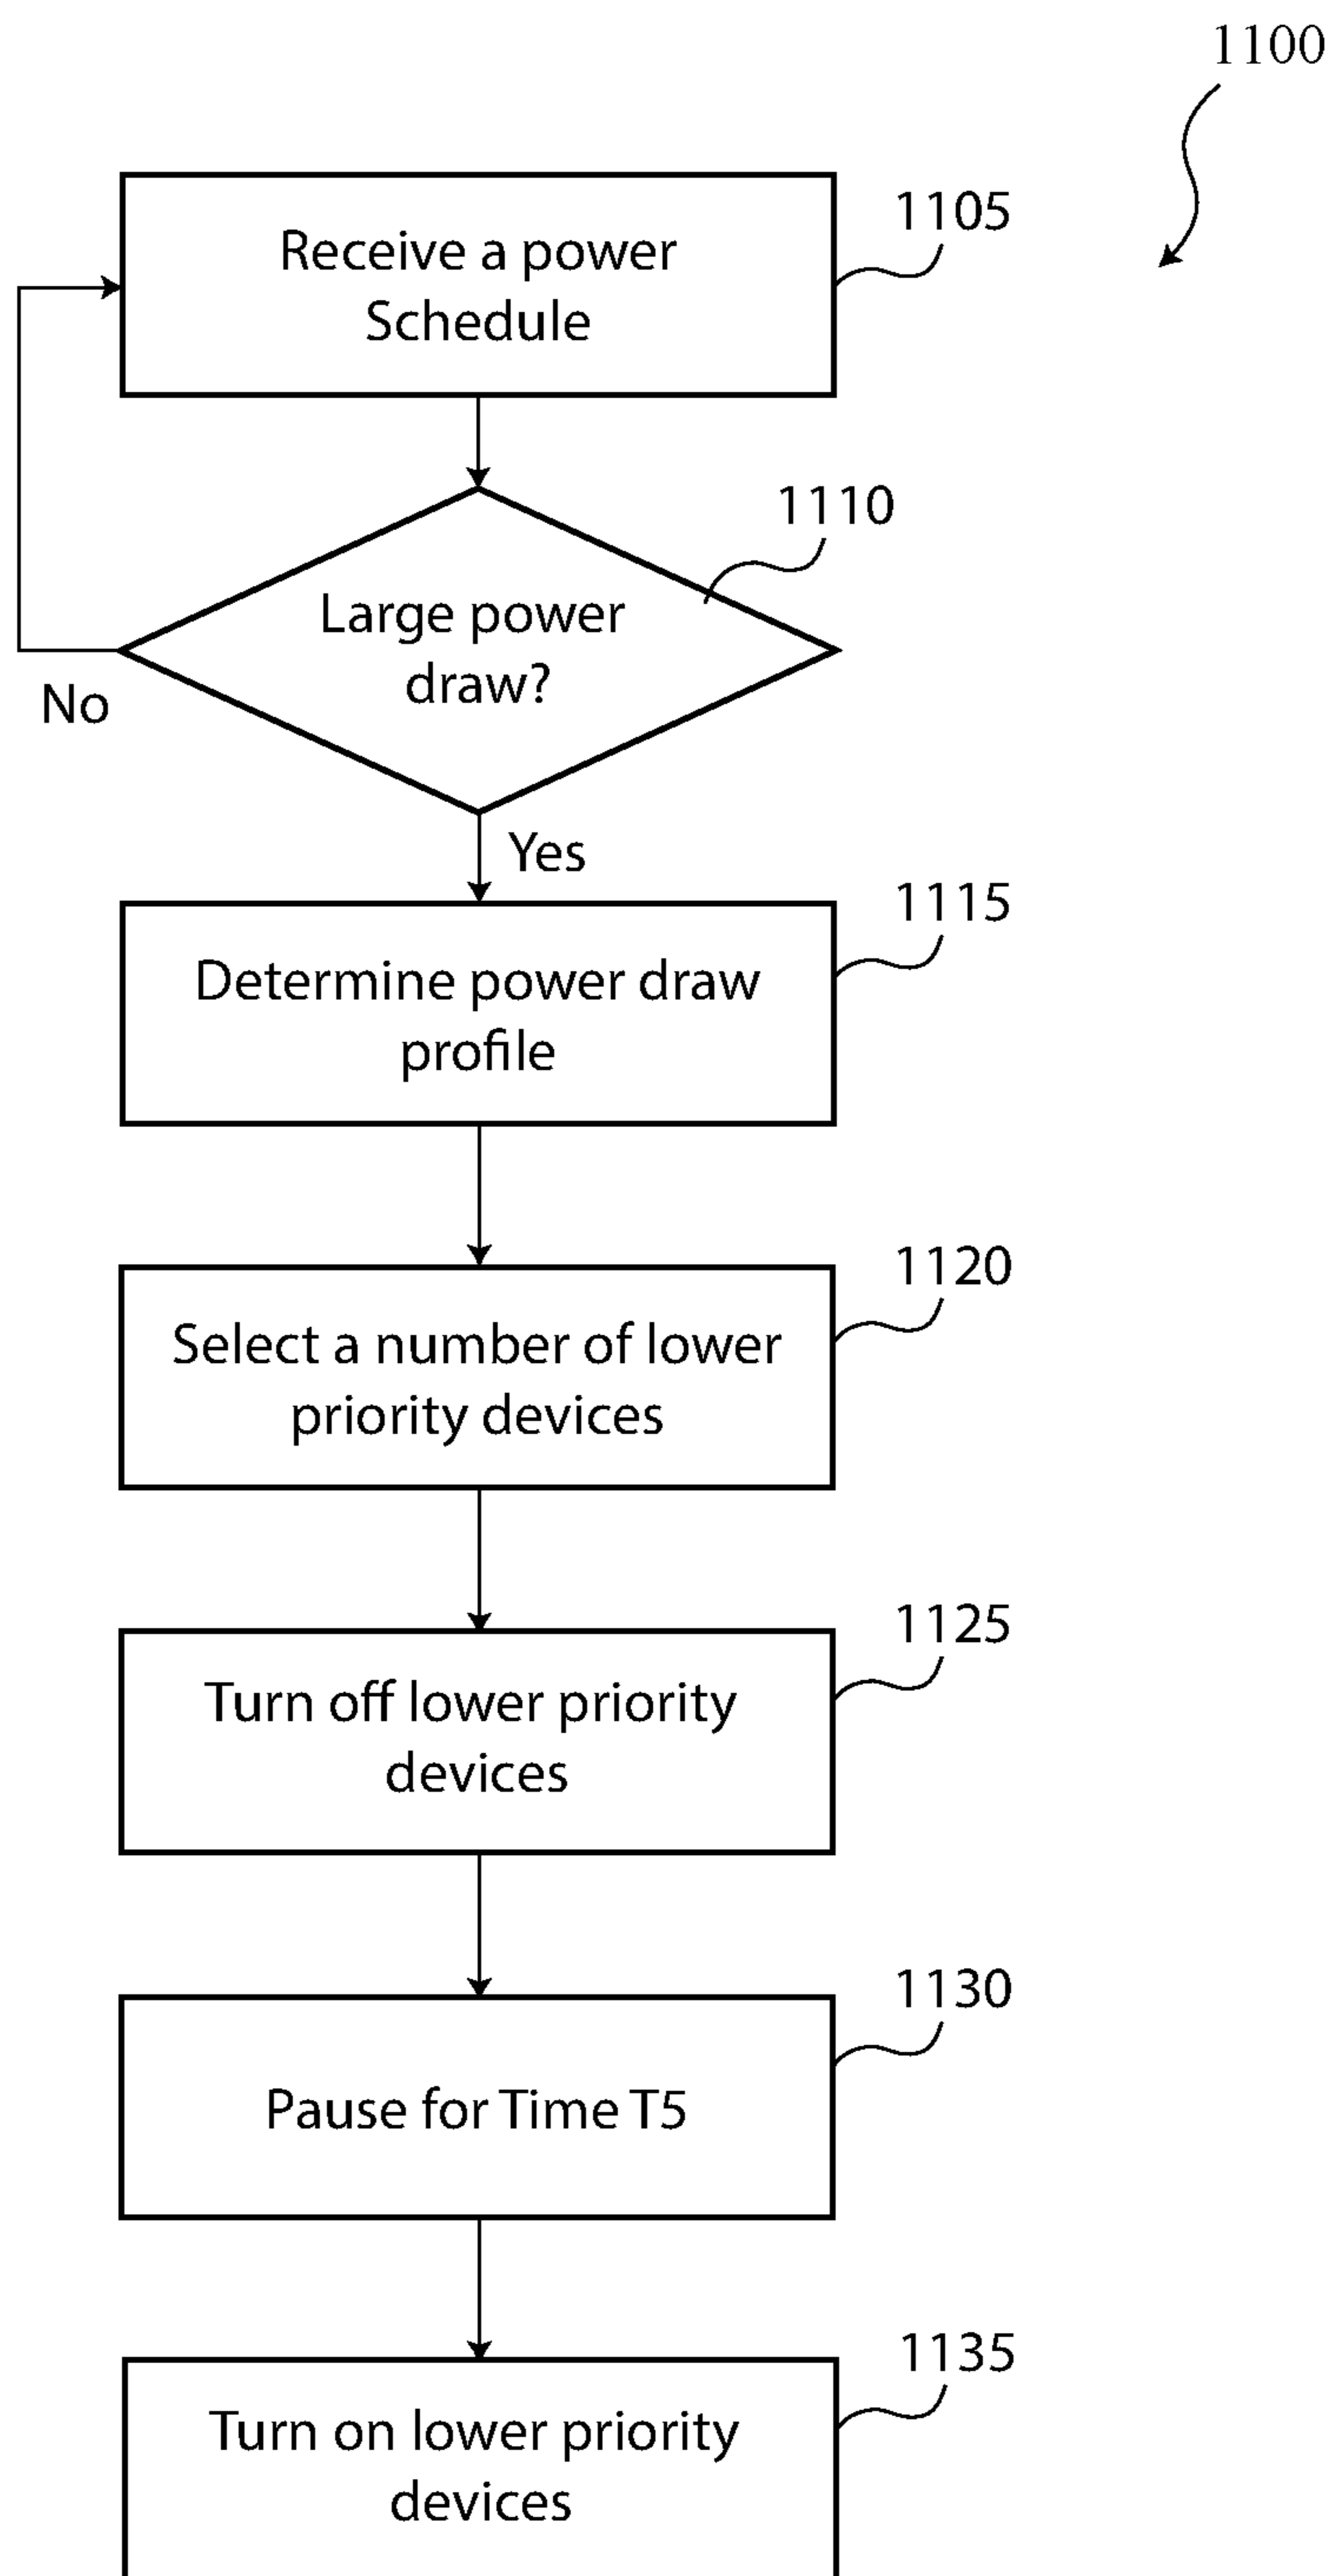 1100
Receive a power
Schedule
1105
Large power
draw?
1110
No
Yes
Determine power draw
profile
1115
Select a number of lower
priority devices
1120
Turn off lower priority
devices
1125
Pause for Time T5
1130
Turn on lower priority
devices
1135